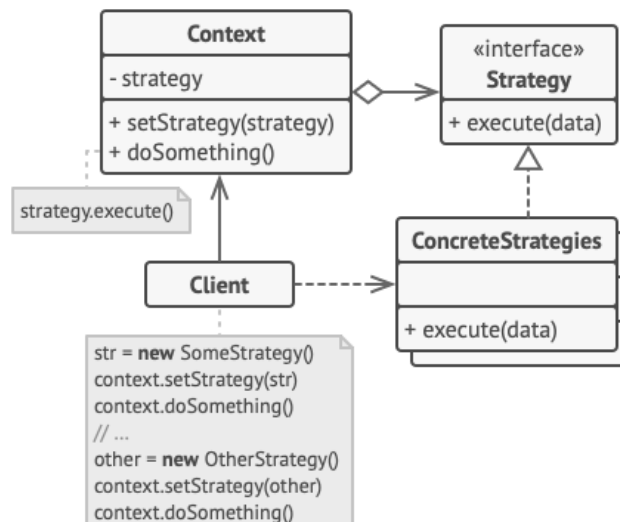 Context
- strategy
+ setStrategy(strategy)
+ doSomething()
«interface»
Strategy
+ execute(data)
strategy.execute()
ConcreteStrategies
+ execute(data)
Client
str = new SomeStrategy()
context.setStrategy(str)
context.doSomething()
// ...
other = new OtherStrategy()
context.setStrategy(other)
context.doSomething()